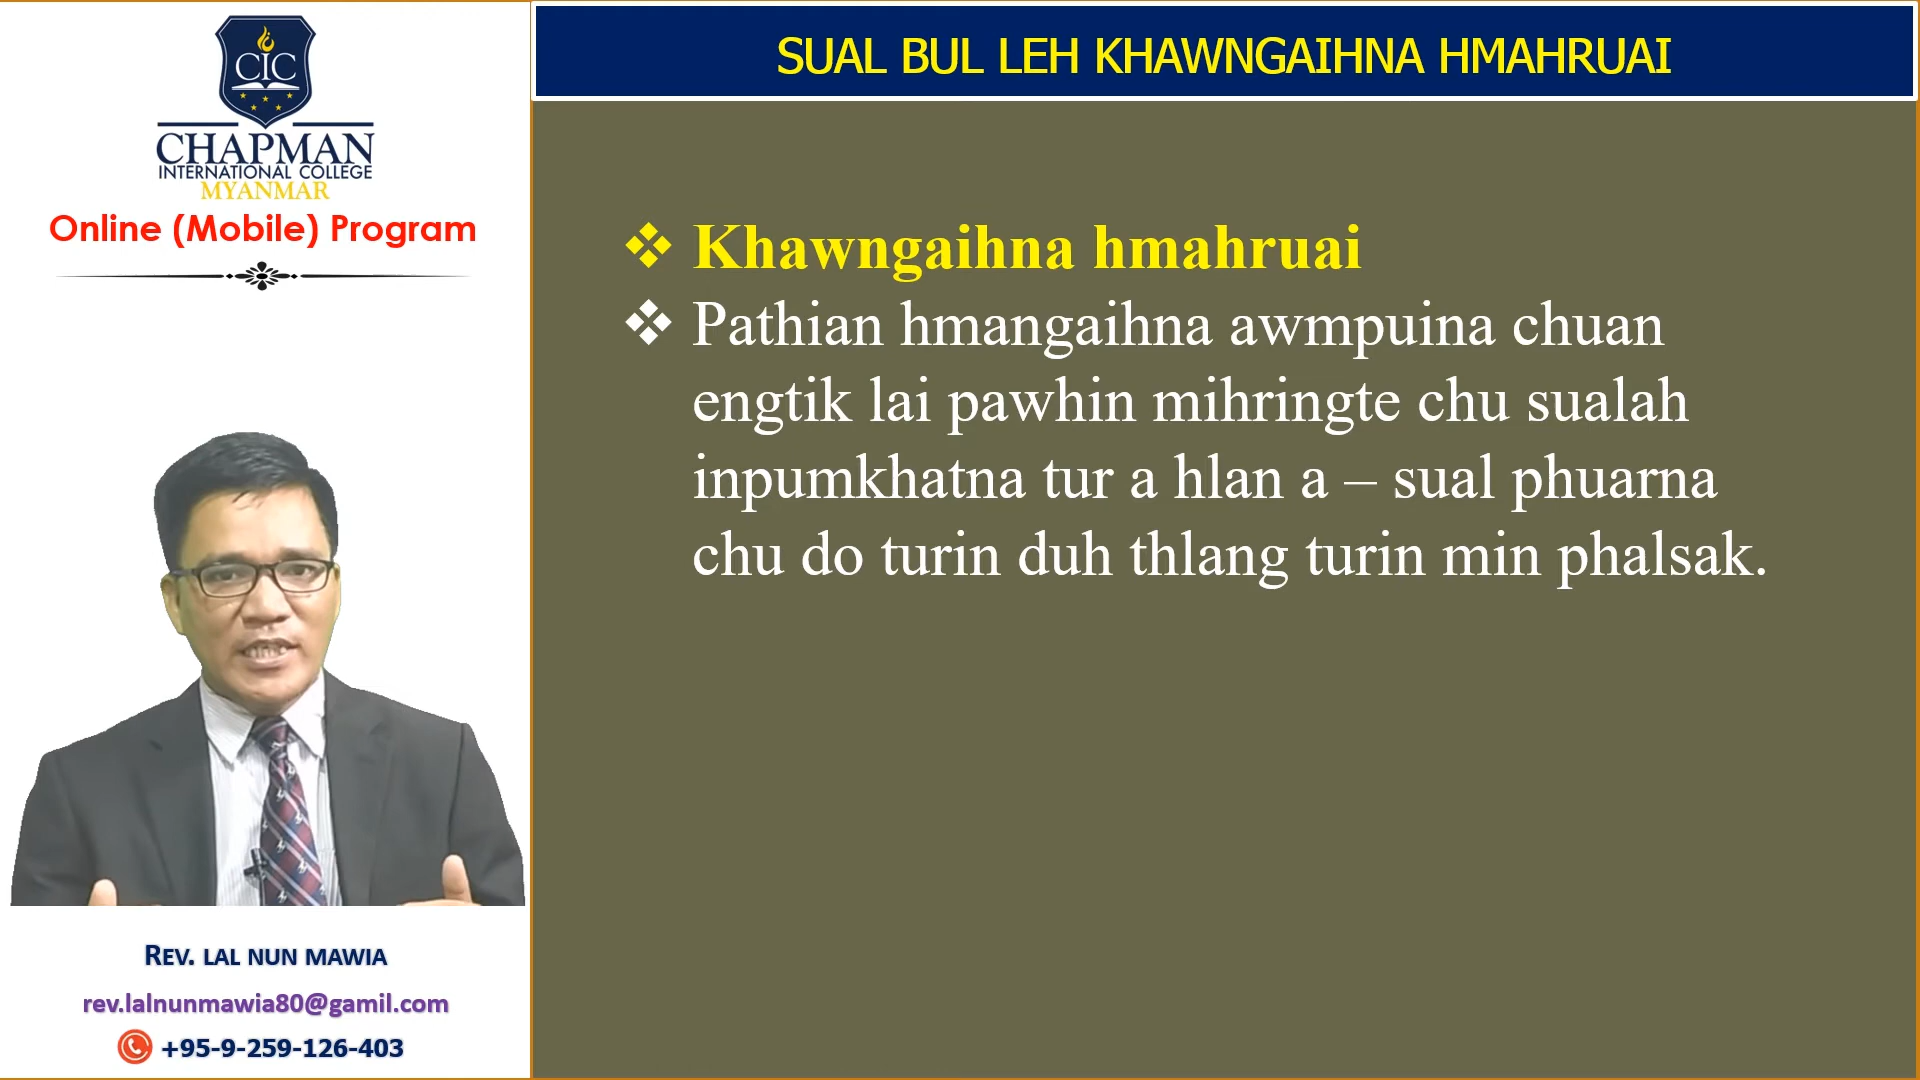 CIC
CHAPMAN
INTERNATIONAL COLLEGE
MYANMAR
Online (Mobile) Program
REV. LAL NUN MAWIA
rev.lalnunmawia80@gamil.com
+95-9-259-126-403
SUAL BUL LEH KHAWNGAIHNA HMAHRUAI
❖ Khawngaihna hmahruai
❖ Pathian hmangaihna awmpuina chuan
engtik lai pawhin mihringte chu sualah
inpumkhatna tur a hlan a – sual phuarna
chu do turin duh thlang turin min phalsak.